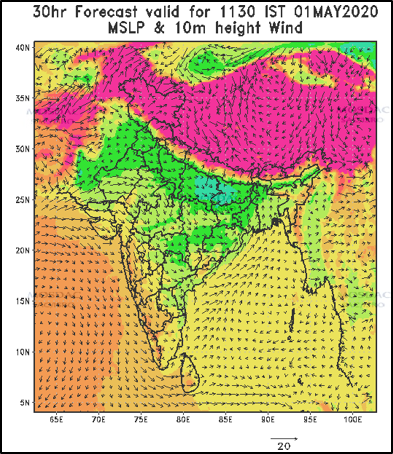 30hr Forecast valid for 1130 IST 01MAY2020
MSLP & 10m height Wind
40N
35N
30N
25N
20N
15N
10N
5N
65E 70E 75E 80E 85E 90E 95E 100E
20